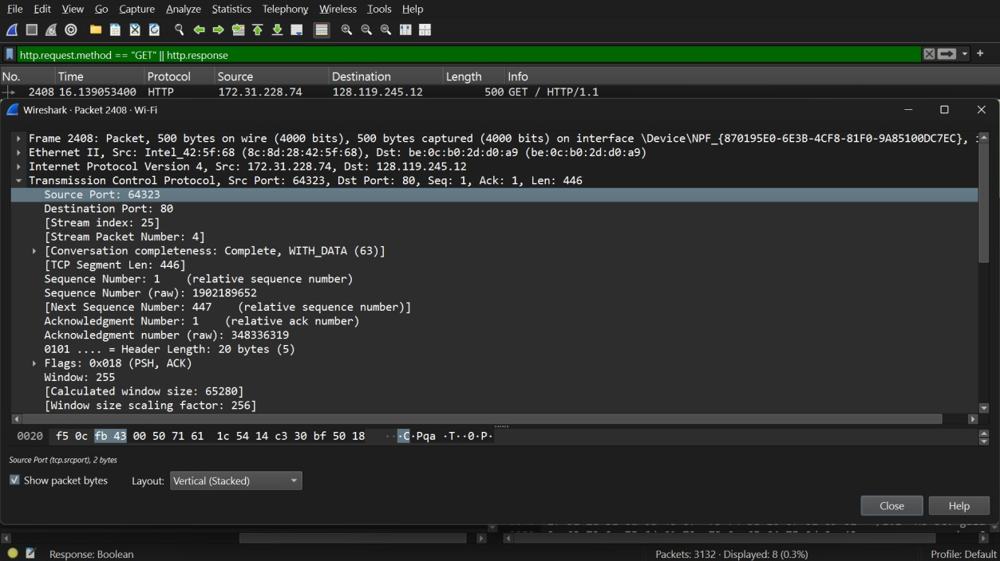 File Edit View Go Capture Analyze Statistics Telephony Wireless Tools Help
http.request.method == "GET" || http.response
No. Time Protocol Source Destination Length Info
2408 16.139053400 HTTP 172.31.228.74 128.119.245.12 500 GET / HTTP/1.1
Wireshark · Packet 2408 · Wi-Fi
Frame 2408: Packet, 500 bytes on wire (4000 bits), 500 bytes captured (4000 bits) on interface \Device\NPF_{870195E0-6E3B-4CF8-81F0-9A85100DC7EC},
Ethernet II, Src: Intel_42:5f:68 (8c:8d:28:42:5f:68), Dst: be:0c:b0:2d:d0:a9 (be:0c:b0:2d:d0:a9)
Internet Protocol Version 4, Src: 172.31.228.74, Dst: 128.119.245.12
Transmission Control Protocol, Src Port: 64323, Dst Port: 80, Seq: 1, Ack: 1, Len: 446
Source Port: 64323
Destination Port: 80
[Stream index: 25]
[Stream Packet Number: 4]
[Conversation completeness: Complete, WITH_DATA (63)]
[TCP Segment Len: 446]
Sequence Number: 1 (relative sequence number)
Sequence Number (raw): 1902189652
[Next Sequence Number: 447 (relative sequence number)]
Acknowledgment Number: 1 (relative ack number)
Acknowledgment number (raw): 348336319
0101 .... = Header Length: 20 bytes (5)
Flags: 0x018 (PSH, ACK)
Window: 255
[Calculated window size: 65280]
[Window size scaling factor: 256]
0020 f5 0c fb 43 00 50 71 61 1c 54 14 c3 30 bf 50 18 ···C·Pqa ·T··0·P·
Source Port (tcp.srcport), 2 bytes
Show packet bytes Layout: Vertical (Stacked)
Close Help
Response: Boolean Packets: 3132 · Displayed: 8 (0.3%) Profile: Default